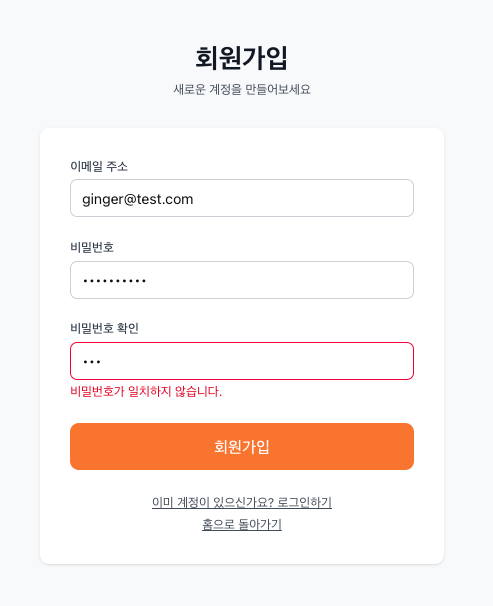 회원가입
새로운 계정을 만들어보세요
이메일 주소
ginger@test.com
비밀번호
••••••••••
비밀번호 확인
•••
비밀번호가 일치하지 않습니다.
회원가입
이미 계정이 있으신가요? 로그인하기
홈으로 돌아가기